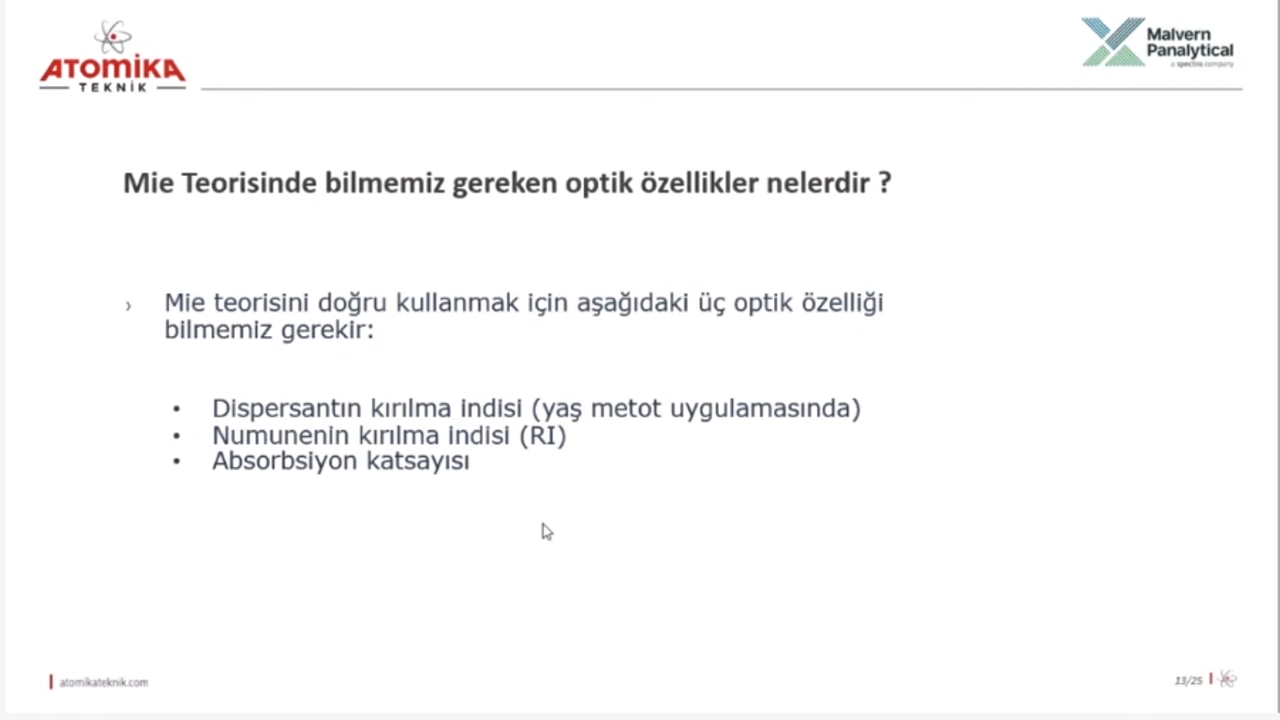 ATOMİKA
TEKNİK
Malvern
Panalytical
a spectris company
Mie Teorisinde bilmemiz gereken optik özellikler nelerdir ?
› Mie teorisini doğru kullanmak için aşağıdaki üç optik özelliği
bilmemiz gerekir:
• Dispersantın kırılma indisi (yaş metot uygulamasında)
• Numunenin kırılma indisi (RI)
• Absorbsiyon katsayısı
atomikateknik.com
13/25